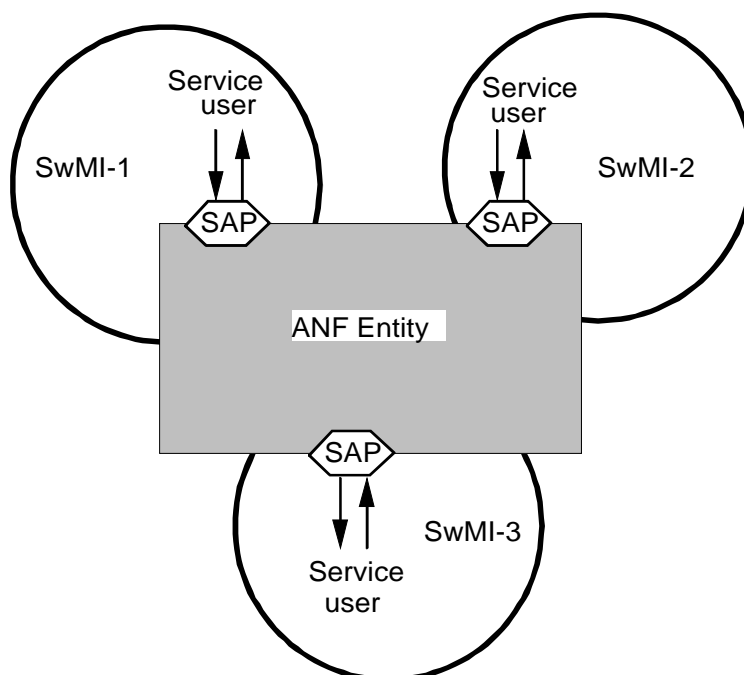 Service
user
SwMI-1
SAP
Service
user
SwMI-2
SAP
ANF Entity
SAP
SwMI-3
Service
user